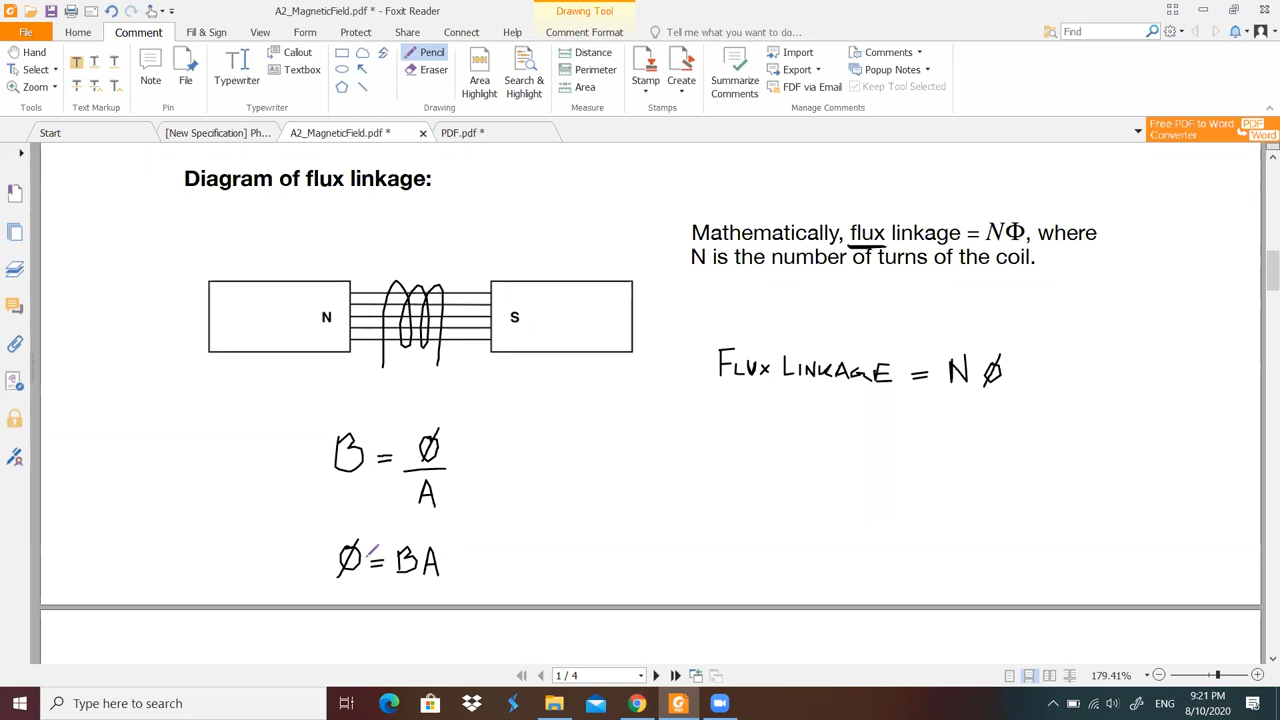 A2_MagneticField.pdf * - Foxit Reader
Drawing Tool
File Home Comment Fill & Sign View Form Protect Share Connect Help Comment Format Tell me what you want to do... Find
Hand
Select
Zoom
Tools
T T T
T T T
Text Markup
Note
File
Pin
Typewriter
Callout
Textbox
Typewriter
Pencil
Eraser
Drawing
Area Highlight
Search & Highlight
Distance
Perimeter
Area
Measure
Stamp
Create
Stamps
Summarize Comments
Import
Export
FDF via Email
Comments
Popup Notes
Keep Tool Selected
Manage Comments
Start
[New Specification] Ph...
A2_MagneticField.pdf *
PDF.pdf *
Free PDF to Word Converter
PDF
Word
Diagram of flux linkage:
Mathematically, flux linkage = NΦ, where
N is the number of turns of the coil.
N S
FLUX LINKAGE = N ∅
B = ∅
A
∅ = BA
1 / 4
179.41%
Type here to search
ENG
9:21 PM
8/10/2020